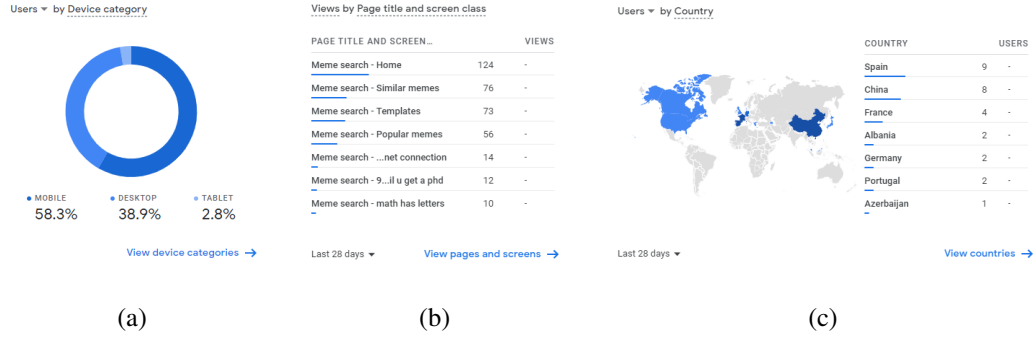 Users by Device category
MOBILE DESKTOP TABLET
58.3% 38.9% 2.8%
View device categories →
(a)
Views by Page title and screen class
PAGE TITLE AND SCREEN… VIEWS
Meme search - Home 124 -
Meme search - Similar memes 76 -
Meme search - Templates 73 -
Meme search - Popular memes 56 -
Meme search - ...net connection 14 -
Meme search - 9...il u get a phd 12 -
Meme search - math has letters 10 -
Last 28 days View pages and screens →
(b)
Users by Country
COUNTRY USERS
Spain 9 -
China 8 -
France 4 -
Albania 2 -
Germany 2 -
Portugal 2 -
Azerbaijan 1 -
Last 28 days View countries →
(c)